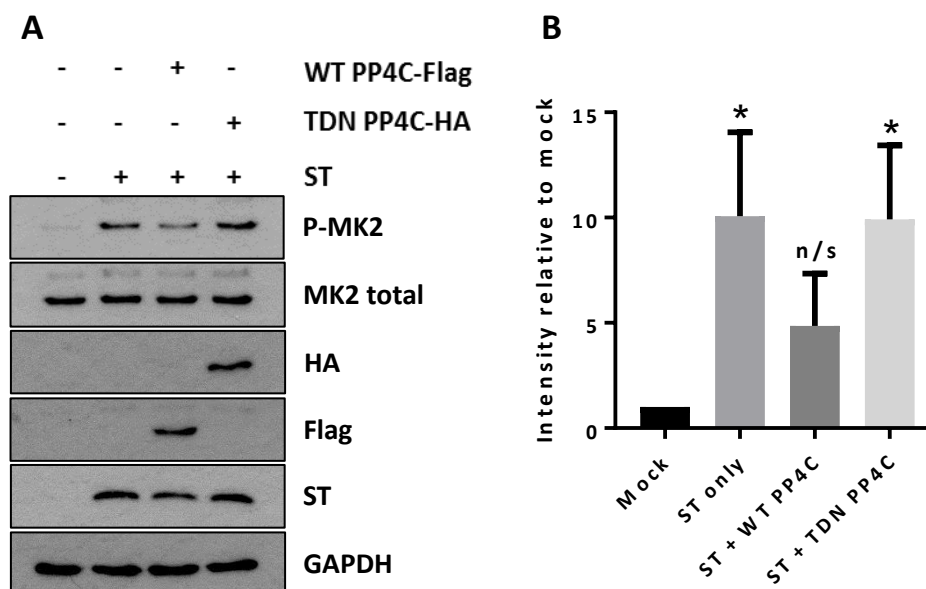 A
- - + - WT PP4C-Flag
- - - + TDN PP4C-HA
- + + + ST
P-MK2
MK2 total
HA
Flag
ST
GAPDH
B
Intensity relative to mock
15
10
5
0
*
n/s
*
Mock
ST only
ST + WT PP4C
ST + TDN PP4C